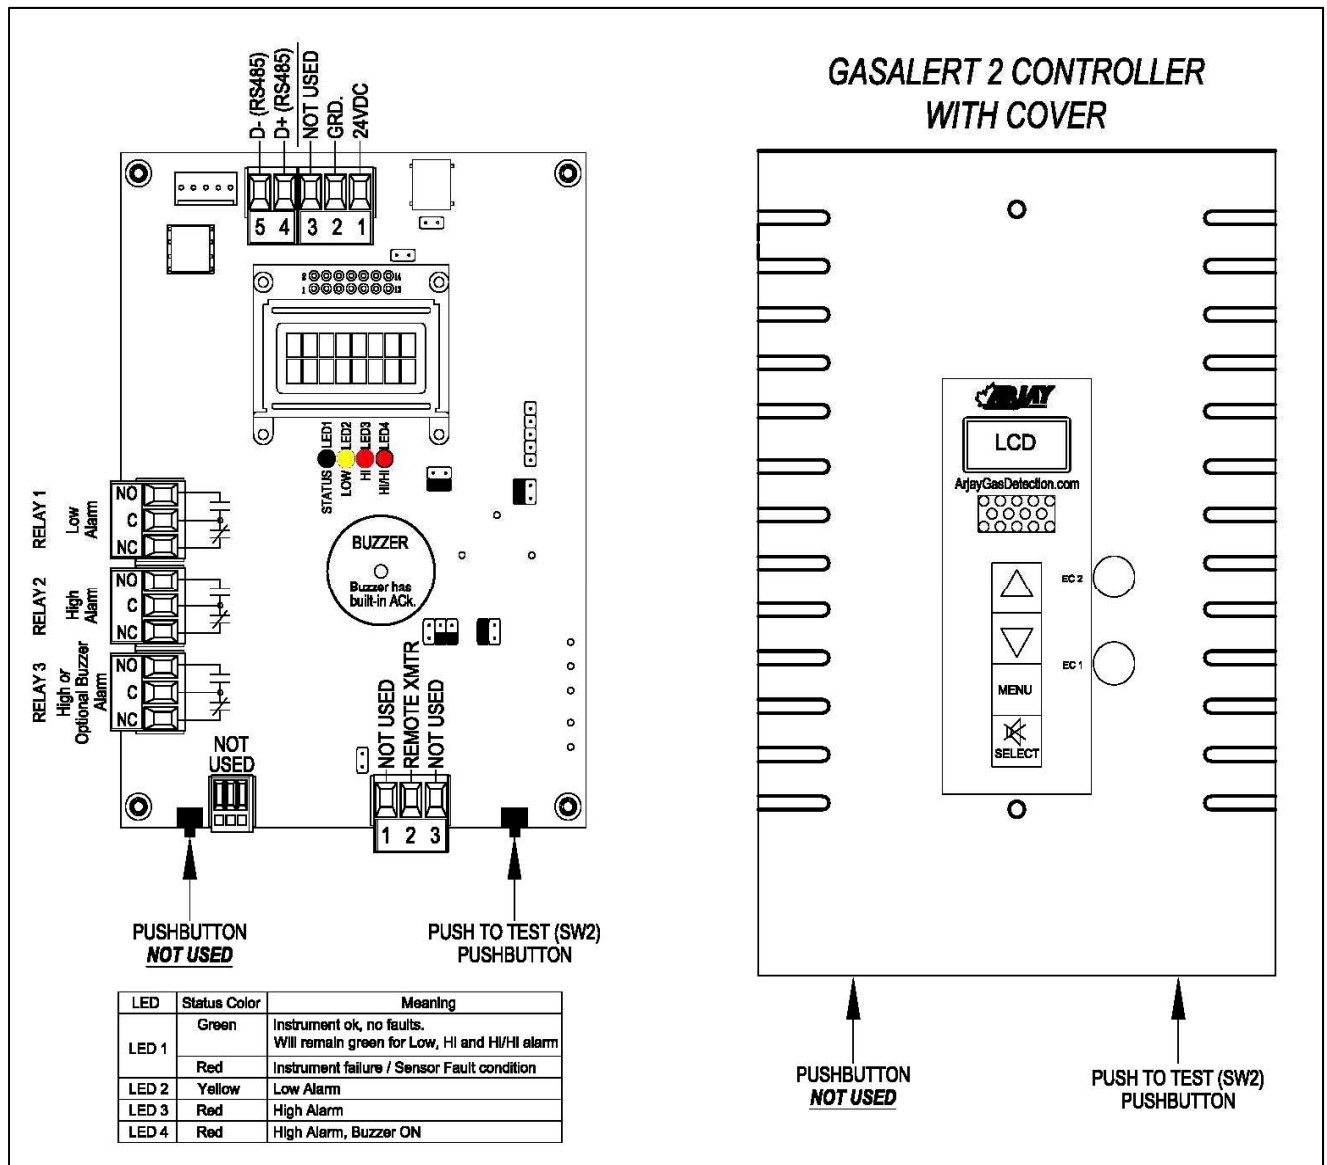 GASALERT 2 CONTROLLER
WITH COVER
D- (RS485)
D+ (RS485)
NOT USED
GRD.
24VDC
5 4 3 2 1
2 14
1 13
LED1
LED2
LED3
LED4
STATUS
LOW
HI
HI/HI
RELAY 1
Low
Alarm
NO
C
NC
RELAY 2
High
Alarm
NO
C
NC
RELAY 3
High or
Optional Buzzer
Alarm
NO
C
NC
BUZZER
Buzzer has
built-in ACk.
NOT
USED
NOT USED
REMOTE XMTR
NOT USED
1 2 3
PUSHBUTTON
NOT USED
PUSH TO TEST (SW2)
PUSHBUTTON
ARJAY
LCD
ArjayGasDetection.com
EC 2
EC 1
MENU
SELECT
PUSHBUTTON
NOT USED
PUSH TO TEST (SW2)
PUSHBUTTON
LED Status Color Meaning
LED 1 Green Instrument ok, no faults.
Will remain green for Low, HI and HI/HI alarm
Red Instrument failure / Sensor Fault condition
LED 2 Yellow Low Alarm
LED 3 Red High Alarm
LED 4 Red High Alarm, Buzzer ON